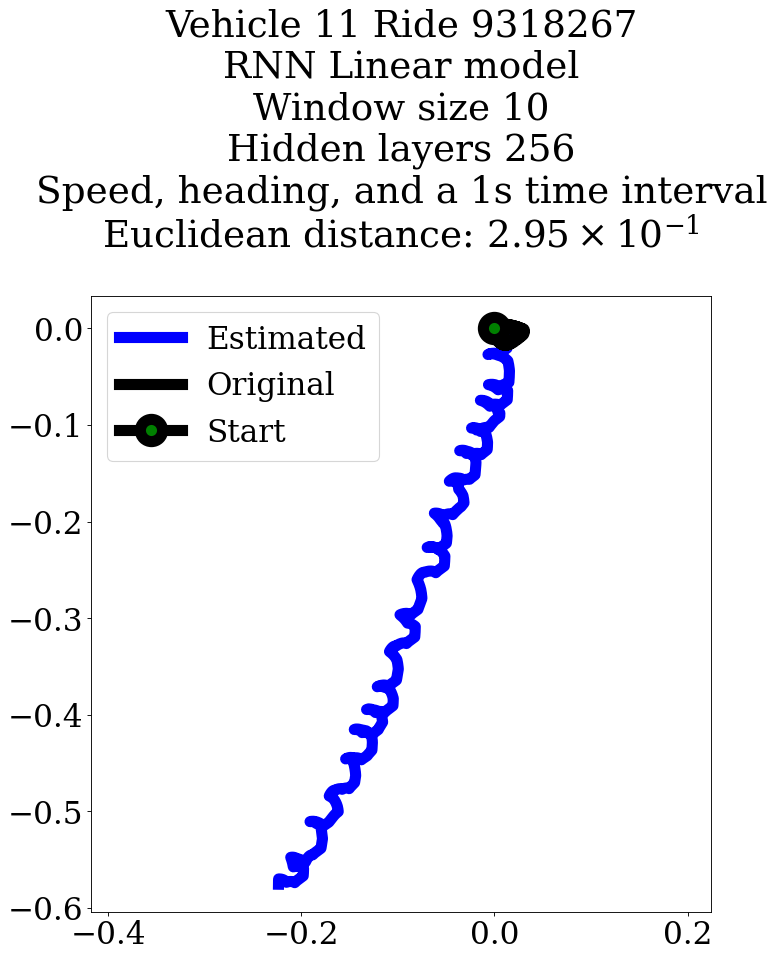 Vehicle 11 Ride 9318267
RNN Linear model
Window size 10
Hidden layers 256
Speed, heading, and a 1s time interval
Euclidean distance: 2.95 × 10⁻¹
Estimated
Original
Start
0.0
−0.1
−0.2
−0.3
−0.4
−0.5
−0.6
−0.4
−0.2
0.0
0.2